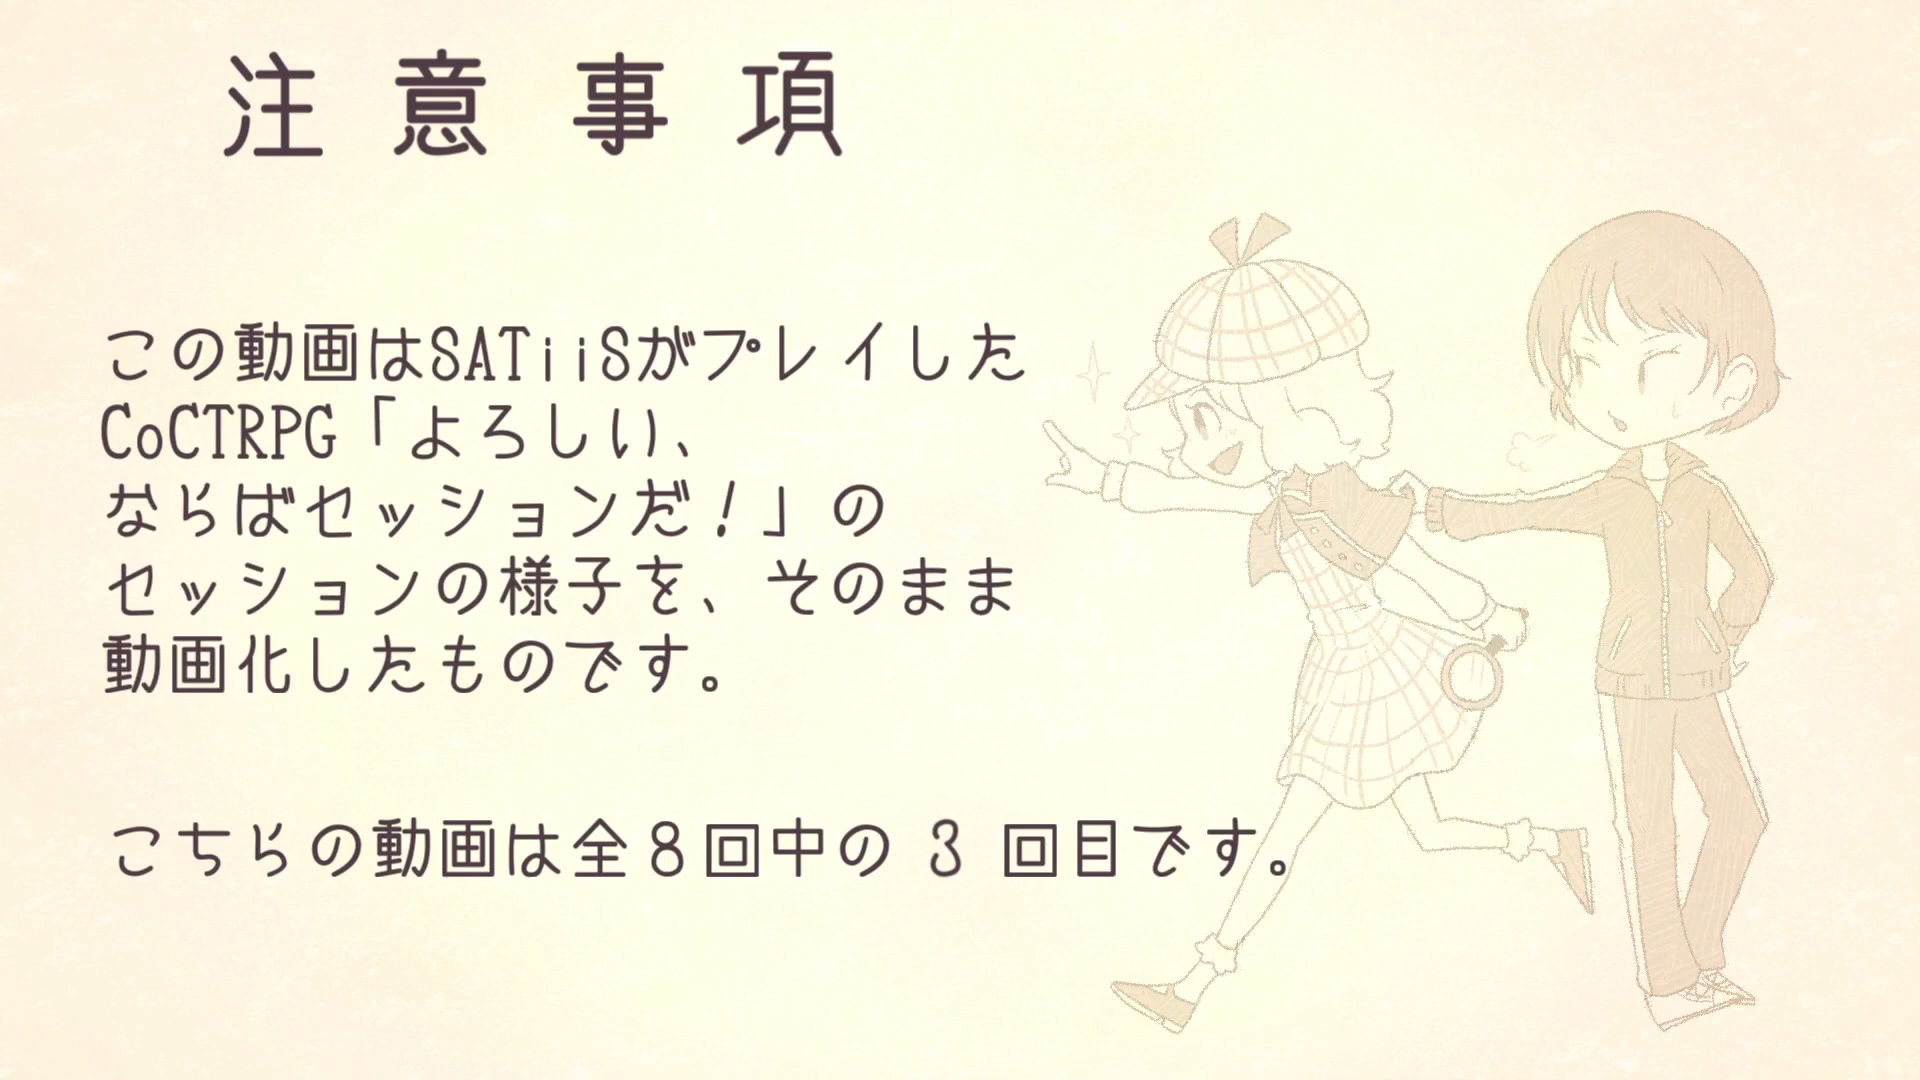 注意事項
この動画はSATiiSがプレイした
CoCTRPG「よろしい、
ならばセッションだ！」の
セッションの様子を、そのまま
動画化したものです。
こちらの動画は全８回中の 3 回目です。